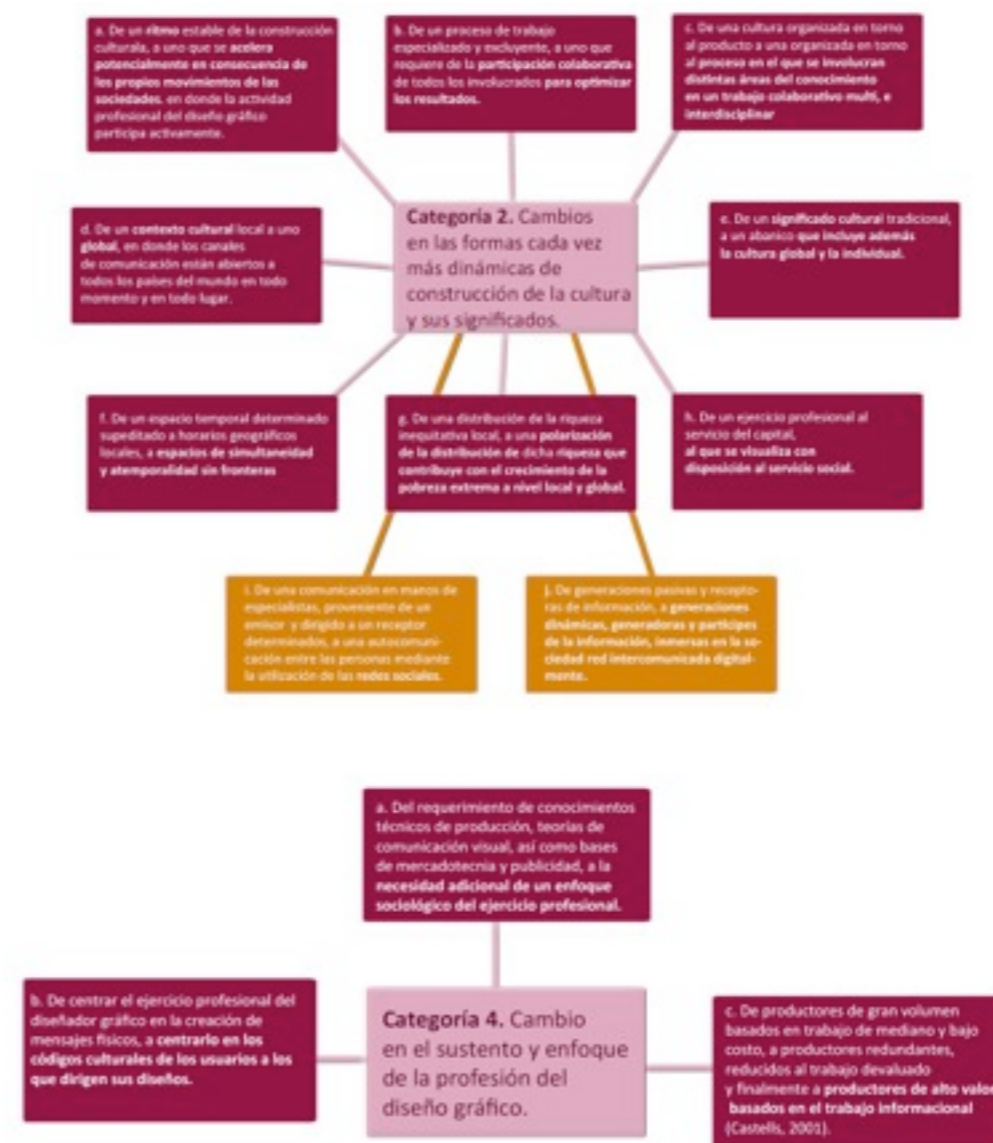 a. De un ritmo estable de la construcción
culturala, a uno que se acelera
potencialmente en consecuencia de
los propios movimientos de las
sociedades. en donde la actividad
profesional del diseño gráfico
participa activamente.
b. De un proceso de trabajo
especializado y excluyente, a uno que
requiere de la participación colaborativa
de todos los involucrados para optimizar
los resultados.
c. De una cultura organizada en torno
al producto a una organizada en torno
al proceso en el que se involucran
distintas áreas del conocimiento
en un trabajo colaborativo multi, e
interdisciplinar
d. De un contexto cultural local a uno
global, en donde los canales
de comunicación están abiertos a
todos los países del mundo en todo
momento y en todo lugar.
Categoría 2. Cambios
en las formas cada vez
más dinámicas de
construcción de la cultura
y sus significados.
e. De un significado cultural tradicional,
a un abanico que incluye además
la cultura global y la individual.
f. De un espacio temporal determinado
supeditado a horarios geográficos
locales, a espacios de simultaneidad
y atemporalidad sin fronteras
g. De una distribución de la riqueza
inequitativa local, a una polarización
de la distribución de dicha riqueza que
contribuye con el crecimiento de la
pobreza extrema a nivel local y global.
h. De un ejercicio profesional al
servicio del capital,
al que se visualiza con
disposición al servicio social.
i. De una comunicación en manos de
especialistas, proveniente de un
emisor y dirigido a un receptor
determinados, a una autocomuni-
cación entre las personas mediante
la utilización de las redes sociales.
j. De generaciones pasivas y recepto-
ras de información, a generaciones
dinámicas, generadoras y partícipes
de la información, inmersas en la so-
ciedad red intercomunicada digital-
mente.
a. Del requerimiento de conocimientos
técnicos de producción, teorías de
comunicación visual, así como bases
de mercadotecnia y publicidad, a la
necesidad adicional de un enfoque
sociológico del ejercicio profesional.
b. De centrar el ejercicio profesional del
diseñador gráfico en la creación de
mensajes físicos, a centrarlo en los
códigos culturales de los usuarios a los
que dirigen sus diseños.
Categoría 4. Cambio
en el sustento y enfoque
de la profesión del
diseño gráfico.
c. De productores de gran volumen
basados en trabajo de mediano y bajo
costo, a productores redundantes,
reducidos al trabajo devaluado
y finalmente a productores de alto valor
basados en el trabajo informacional
(Castells, 2001).